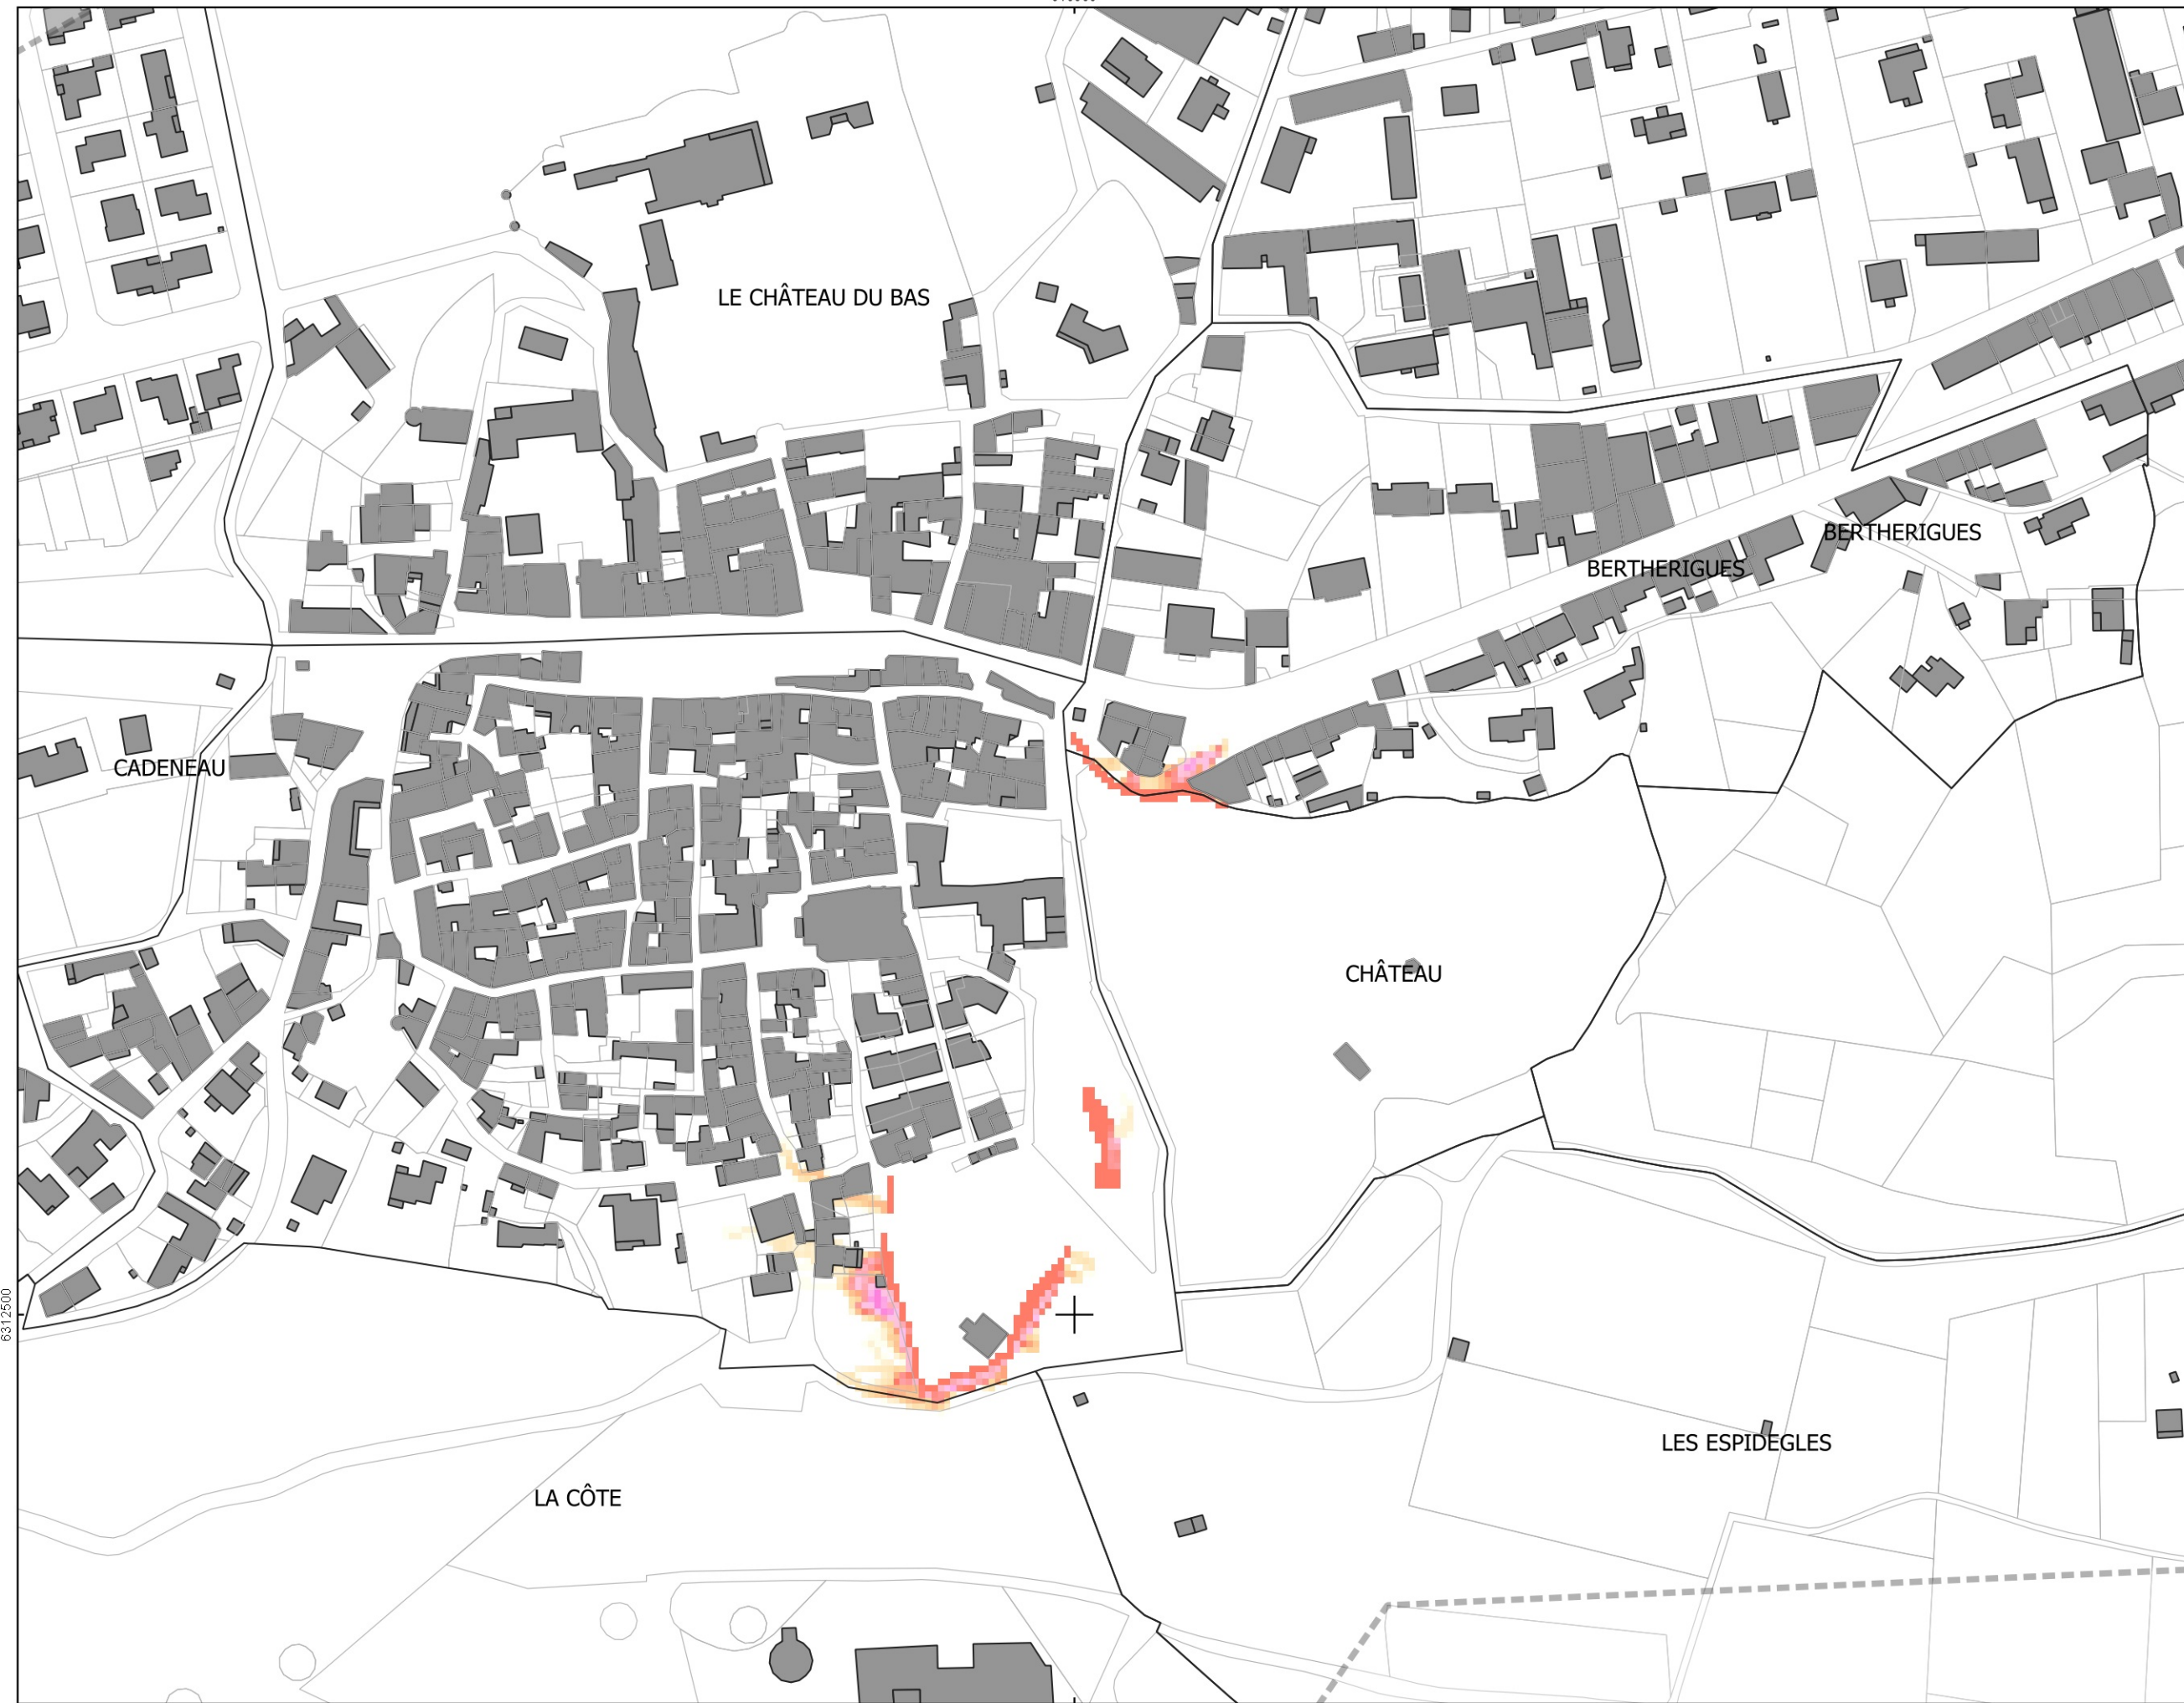 LE CHÂTEAU DU BAS
BERTHERIGUES
BERTHERIGUES
CADENEAU
CHÂTEAU
6312500
LES ESPIDEGLES
LA CÔTE